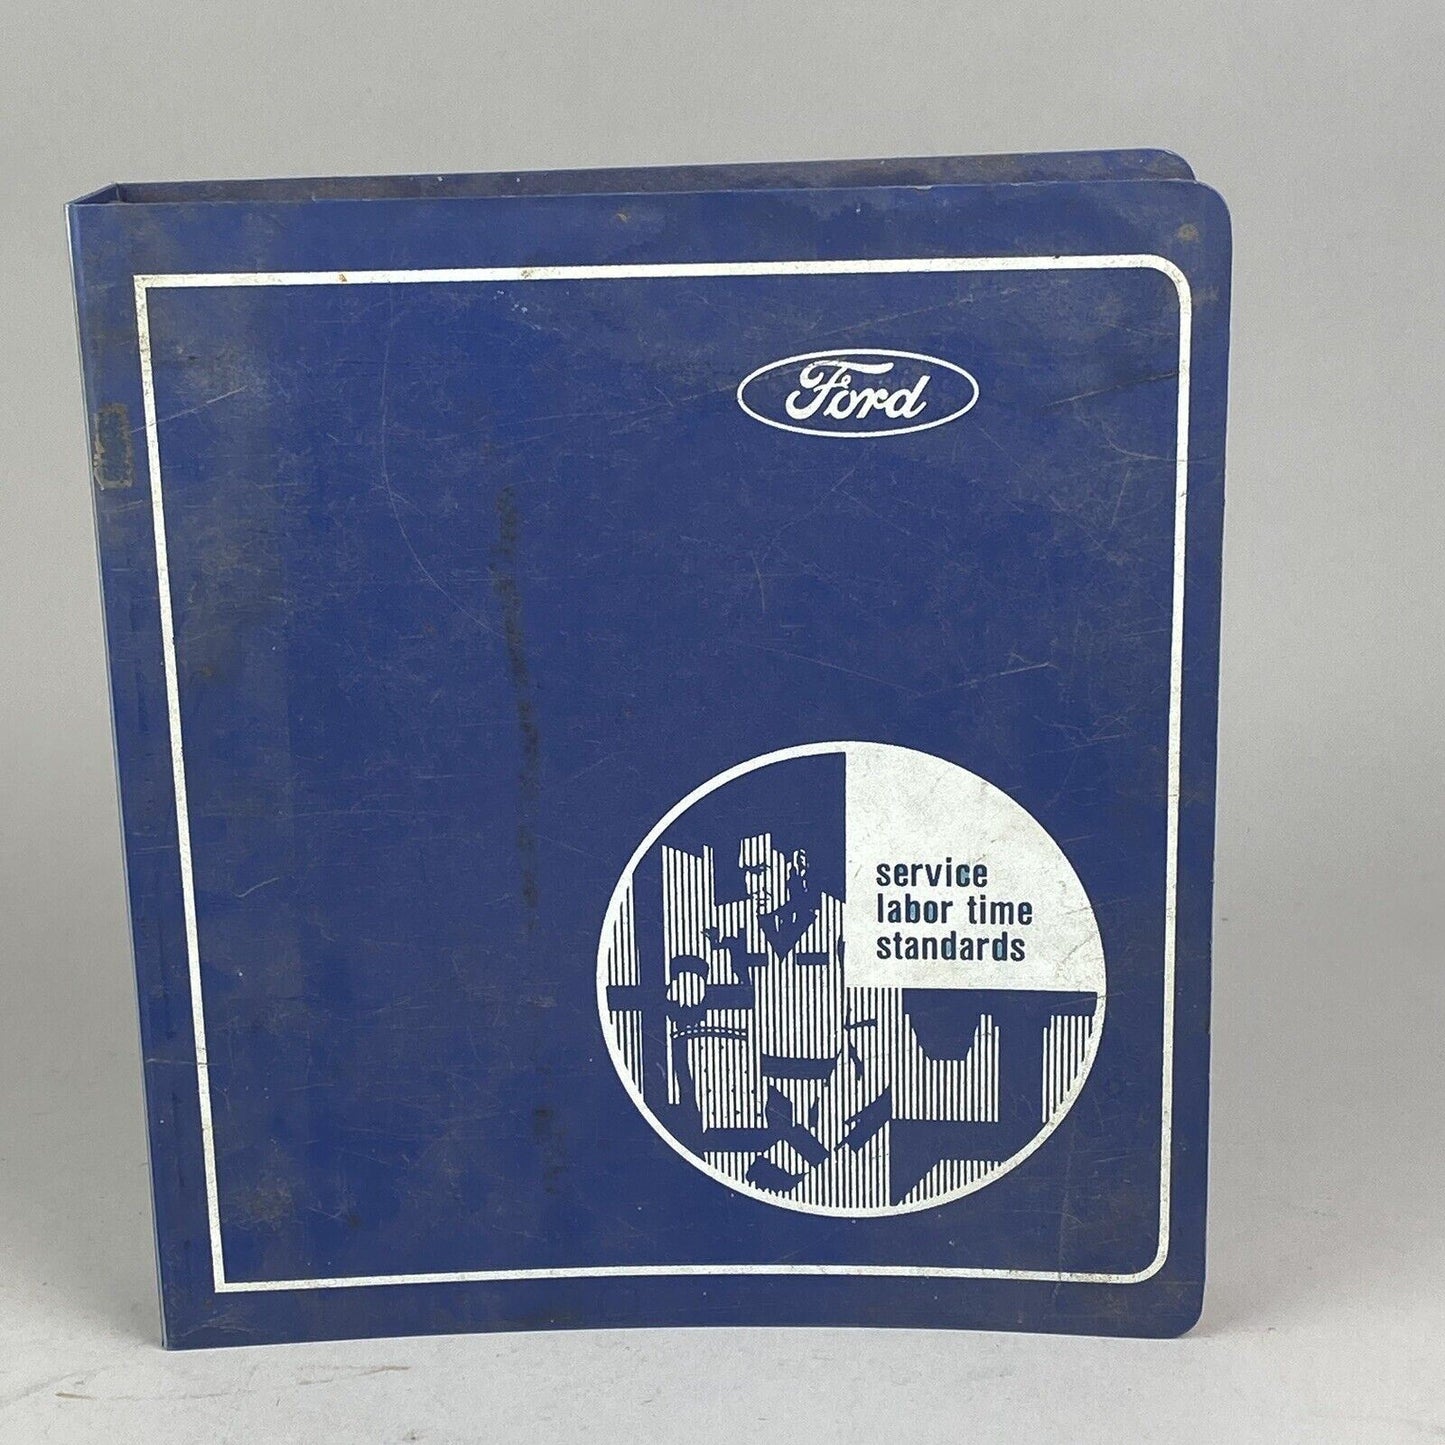 Ford
service
labor time
standards